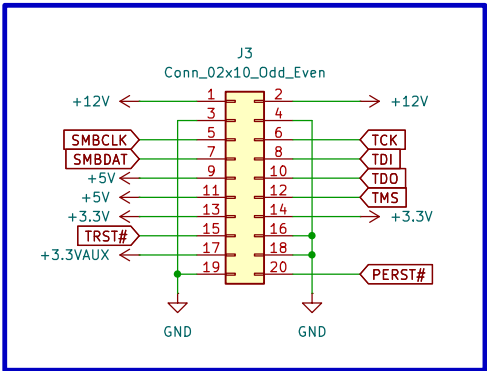 J3
Conn_02x10_Odd_Even
+12V 1 2 +12V
3 4
SMBCLK 5 6 TCK
SMBDAT 7 8 TDI
+5V 9 10 TDO
+5V 11 12 TMS
+3.3V 13 14 +3.3V
TRST# 15 16
+3.3VAUX 17 18
19 20 PERST#
GND GND